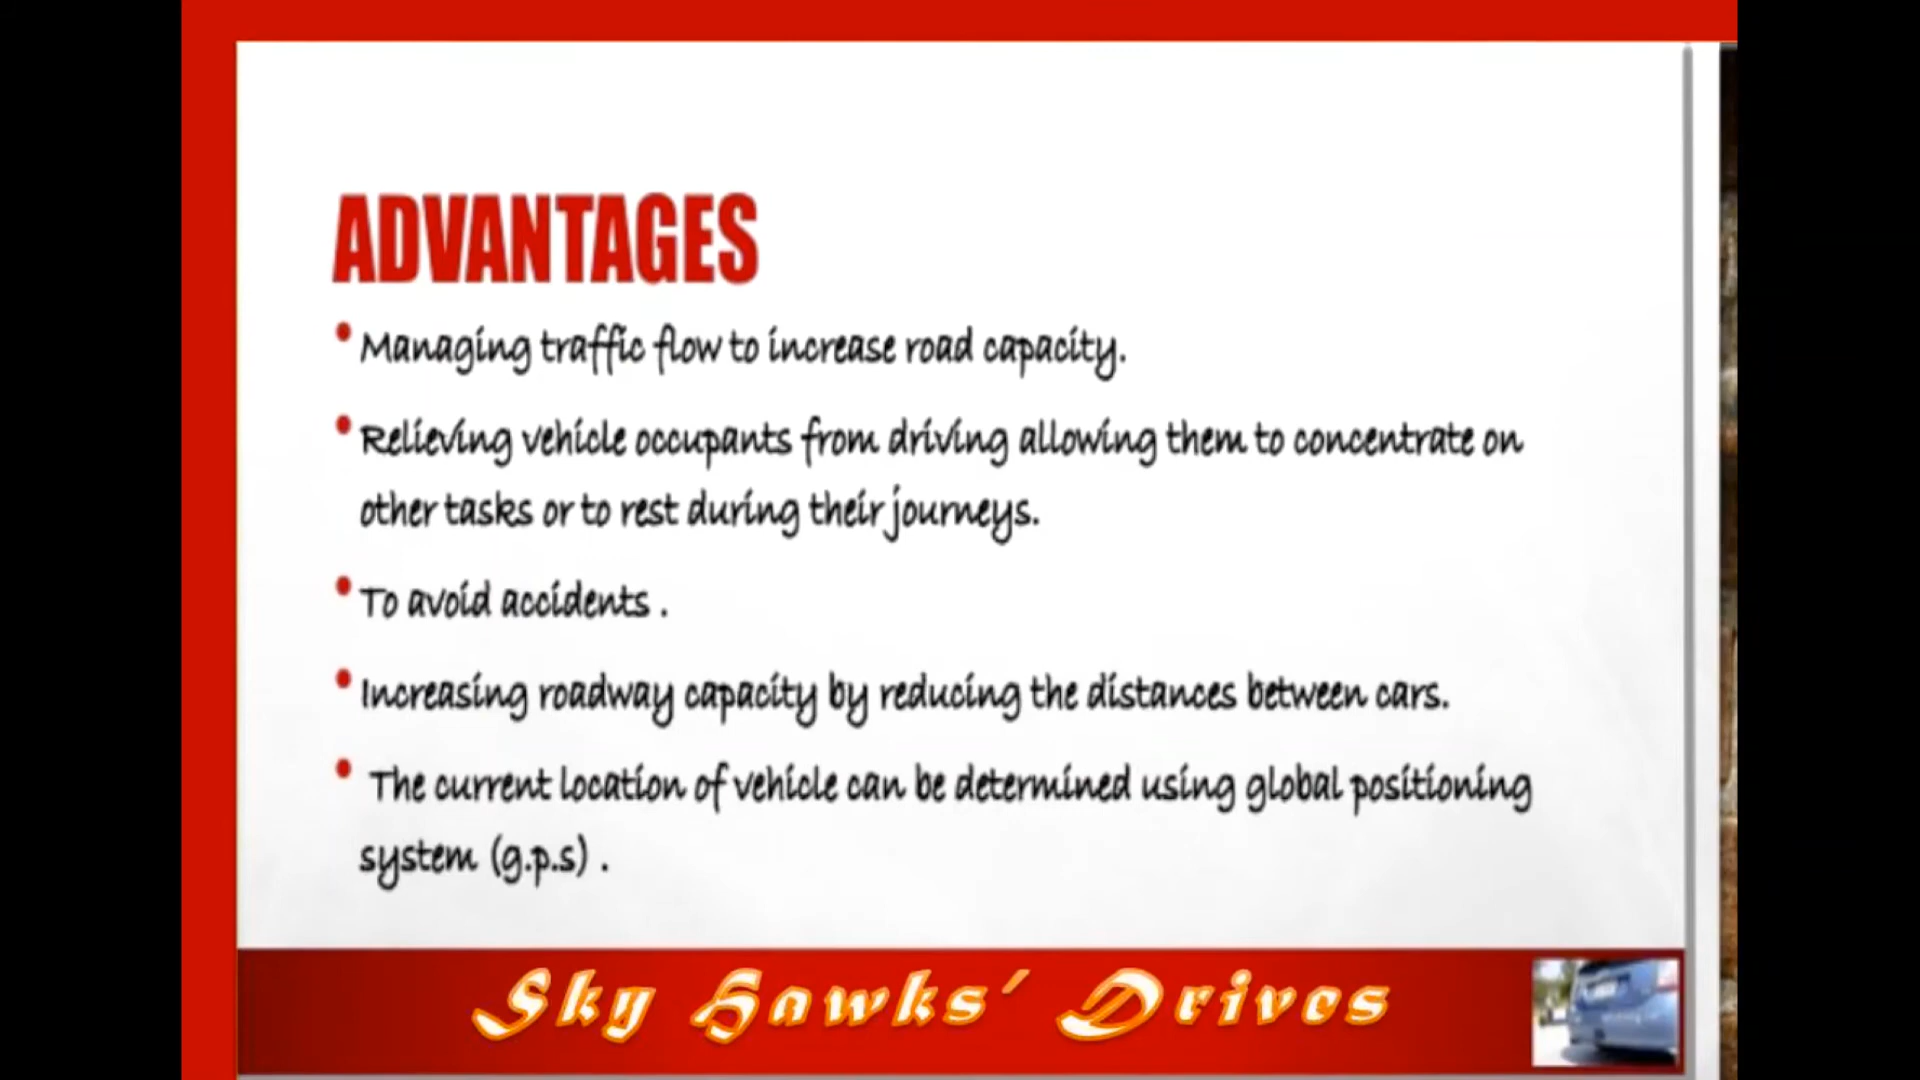 ADVANTAGES
• Managing traffic flow to increase road capacity.
• Relieving vehicle occupants from driving allowing them to concentrate on
other tasks or to rest during their journeys.
• To avoid accidents .
• Increasing roadway capacity by reducing the distances between cars.
• The current location of vehicle can be determined using global positioning
system (g.p.s) .
Sky Hawks' Drives